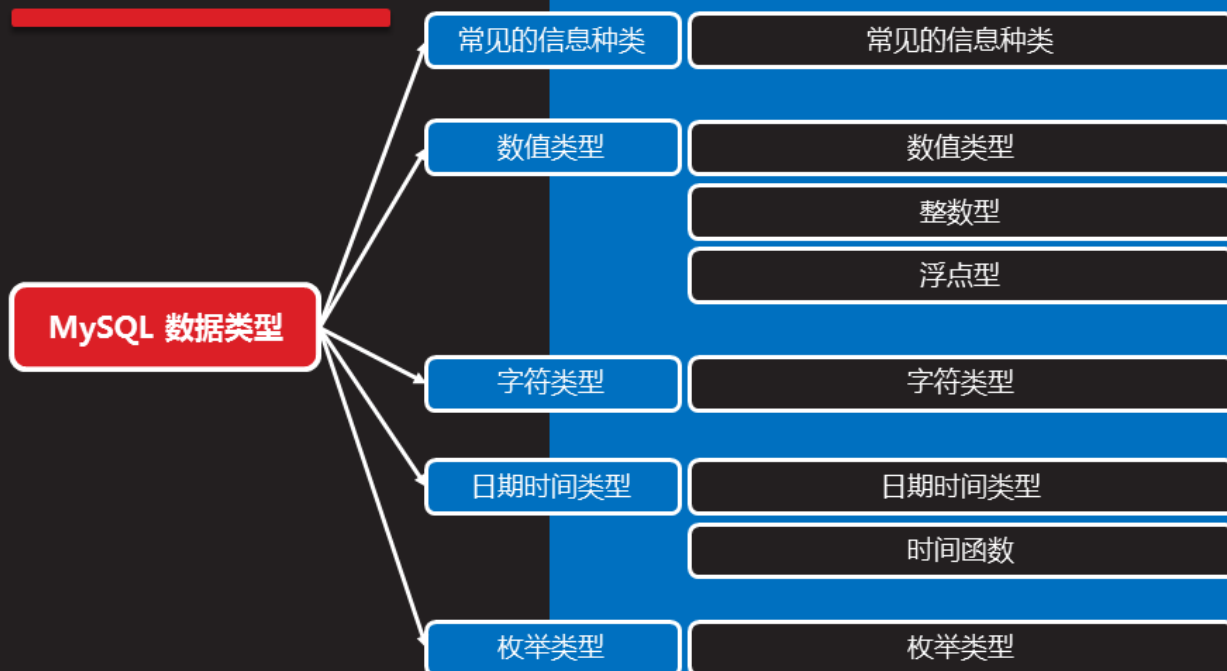 常见的信息种类 常见的信息种类
数值类型 数值类型
整数型
浮点型
MySQL 数据类型
字符类型 字符类型
日期时间类型 日期时间类型
时间函数
枚举类型 枚举类型